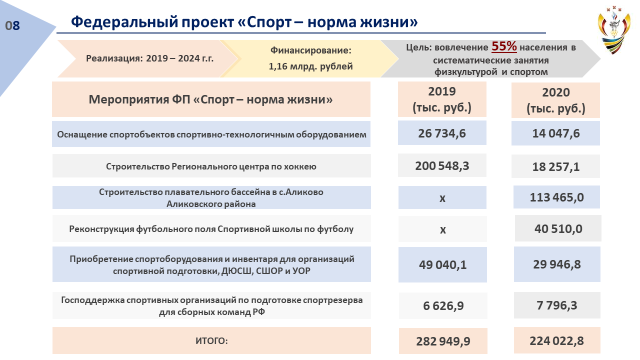 08
Федеральный проект «Спорт – норма жизни»
Реализация: 2019 – 2024 г.г.
Финансирование:
1,16 млрд. рублей
Цель: вовлечение 55% населения в
систематические занятия
физкультурой и спортом
Мероприятия ФП «Спорт – норма жизни»
2019
(тыс. руб.)
2020
(тыс. руб.)
Оснащение спортобъектов спортивно-технологичным оборудованием
26 734,6
14 047,6
Строительство Регионального центра по хоккею
200 548,3
18 257,1
Строительство плавательного бассейна в с.Аликово
Аликовского района
х
113 465,0
Реконструкция футбольного поля Спортивной школы по футболу
х
40 510,0
Приобретение спортоборудования и инвентаря для организаций
спортивной подготовки, ДЮСШ, СШОР и УОР
49 040,1
29 946,8
Господдержка спортивных организаций по подготовке спортрезерва
для сборных команд РФ
6 626,9
7 796,3
ИТОГО:
282 949,9
224 022,8